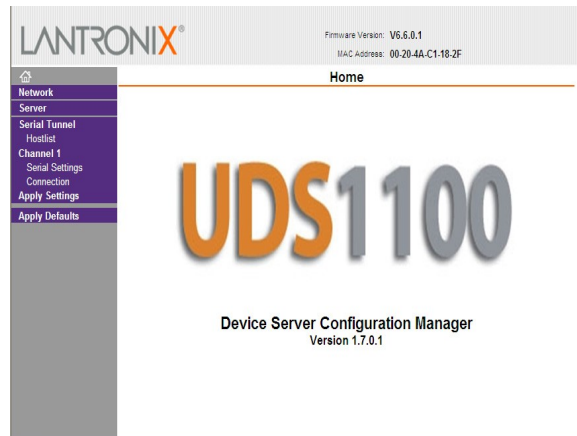 LANTRONIX®
Firmware Version: V6.6.0.1
MAC Address: 00-20-4A-C1-18-2F
Home
Network
Server
Serial Tunnel
Hostlist
Channel 1
Serial Settings
Connection
Apply Settings
Apply Defaults
UDS1100
Device Server Configuration Manager
Version 1.7.0.1